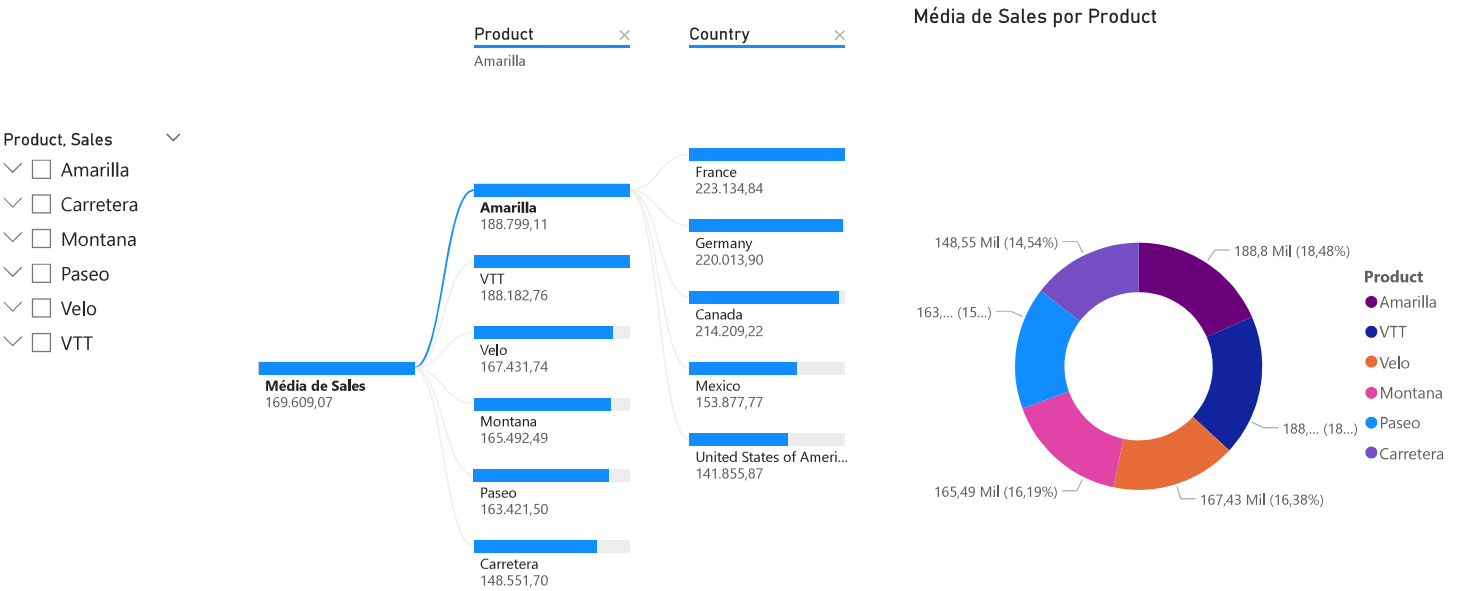 Product, Sales
Amarilla
Carretera
Montana
Paseo
Velo
VTT
Média de Sales
169.609,07
Product
Amarilla
Amarilla
188.799,11
VTT
188.182,76
Velo
167.431,74
Montana
165.492,49
Paseo
163.421,50
Carretera
148.551,70
Country
France
223.134,84
Germany
220.013,90
Canada
214.209,22
Mexico
153.877,77
United States of Ameri...
141.855,87
Média de Sales por Product
148,55 Mil (14,54%)
188,8 Mil (18,48%)
163,... (15...)
188,... (18...)
165,49 Mil (16,19%)
167,43 Mil (16,38%)
Product
Amarilla
VTT
Velo
Montana
Paseo
Carretera